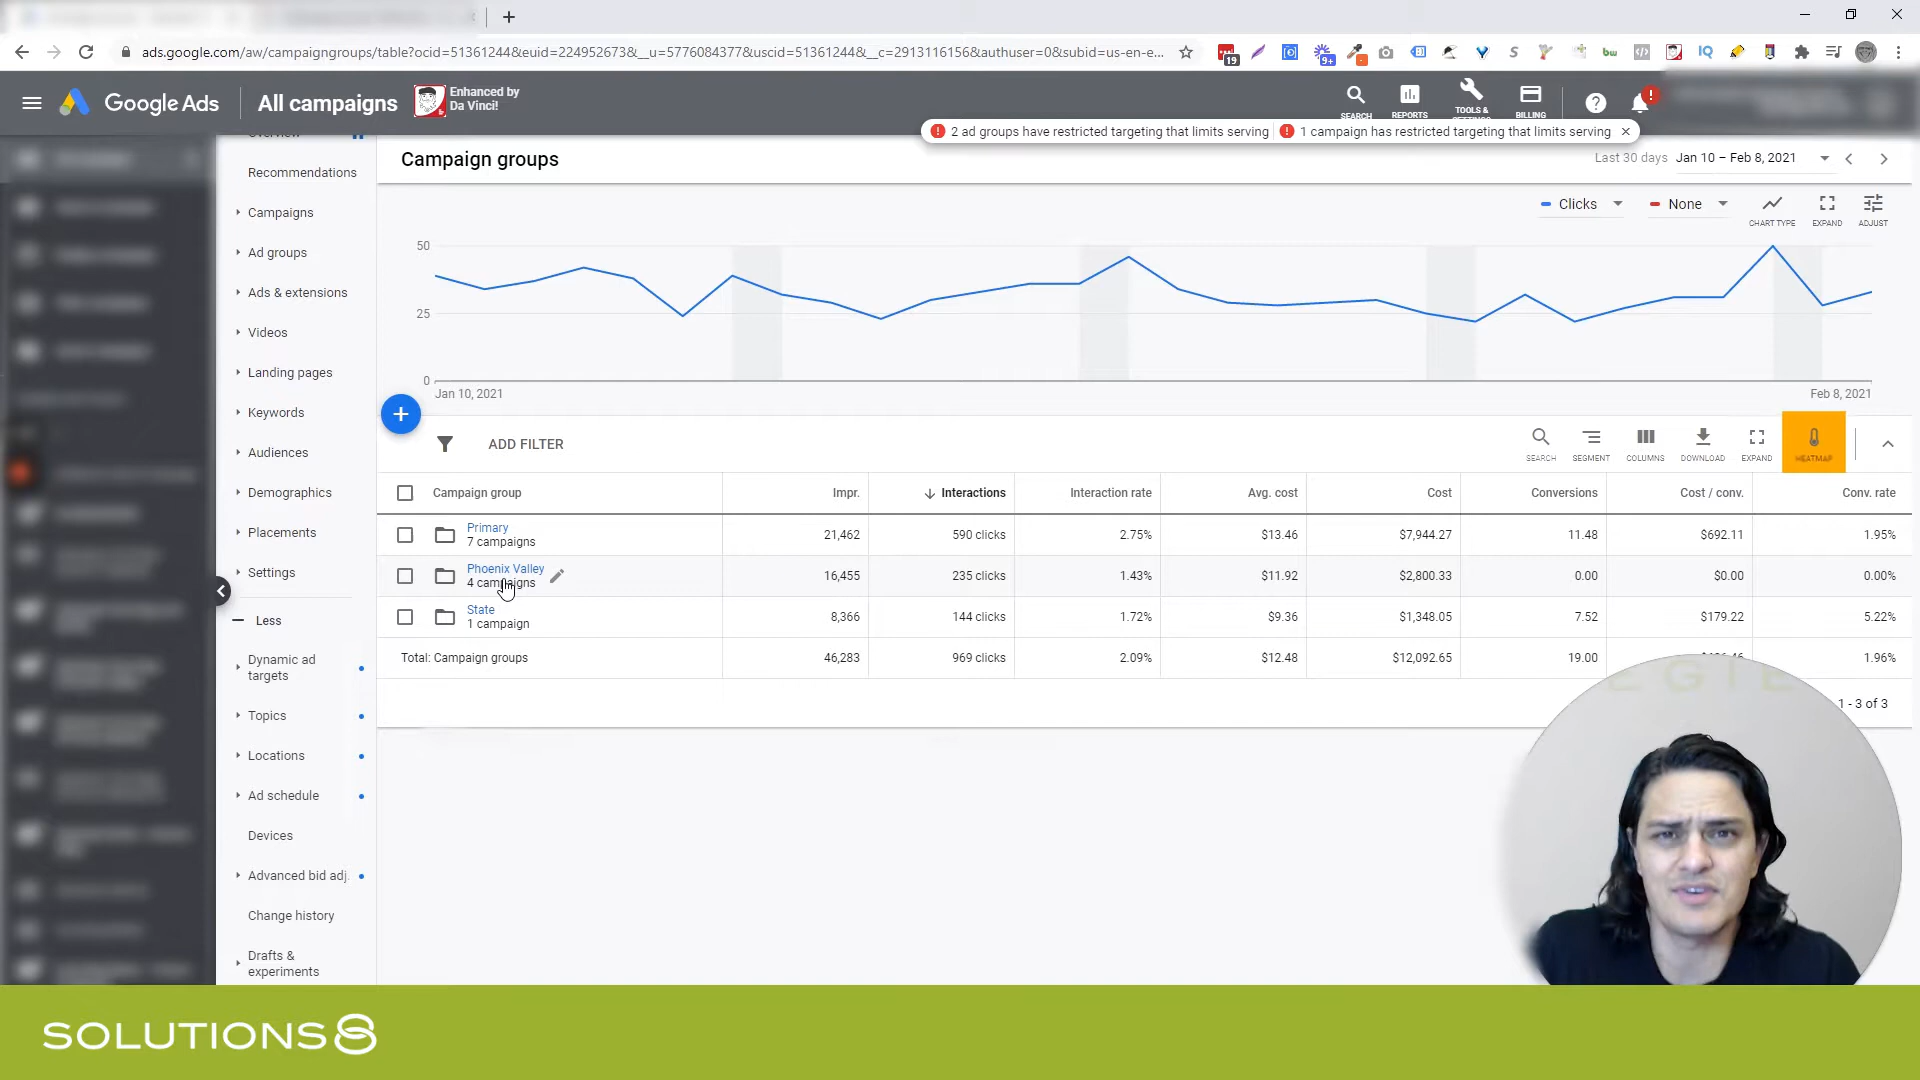 ads.google.com/aw/campaigngroups/table?ocid=51361244&euid=224952673&__u=5776084377&uscid=51361244&__c=2913116156&authuser=0&subid=us-en-e...
19
9+
bw
IQ
Google Ads
All campaigns
Enhanced by
Da Vinci!
SEARCH
REPORTS
TOOLS &
BILLING
2 ad groups have restricted targeting that limits serving
1 campaign has restricted targeting that limits serving
Overview
Recommendations
Campaigns
Ad groups
Ads & extensions
Videos
Landing pages
Keywords
Audiences
Demographics
Placements
Settings
Less
Dynamic ad
targets
Topics
Locations
Ad schedule
Devices
Advanced bid adj.
Change history
Drafts &
experiments
Campaign groups
Last 30 days Jan 10 – Feb 8, 2021
Clicks
None
CHART TYPE
EXPAND
ADJUST
50
25
0
Jan 10, 2021
Feb 8, 2021
ADD FILTER
SEARCH
SEGMENT
COLUMNS
DOWNLOAD
EXPAND
HEATMAP
Campaign group Impr. Interactions Interaction rate Avg. cost Cost Conversions Cost / conv. Conv. rate
Primary
7 campaigns
21,462 590 clicks 2.75% $13.46 $7,944.27 11.48 $692.11 1.95%
Phoenix Valley
4 campaigns
16,455 235 clicks 1.43% $11.92 $2,800.33 0.00 $0.00 0.00%
State
1 campaign
8,366 144 clicks 1.72% $9.36 $1,348.05 7.52 $179.22 5.22%
Total: Campaign groups 46,283 969 clicks 2.09% $12.48 $12,092.65 19.00 1.96%
1 - 3 of 3
SOLUTIONS 8